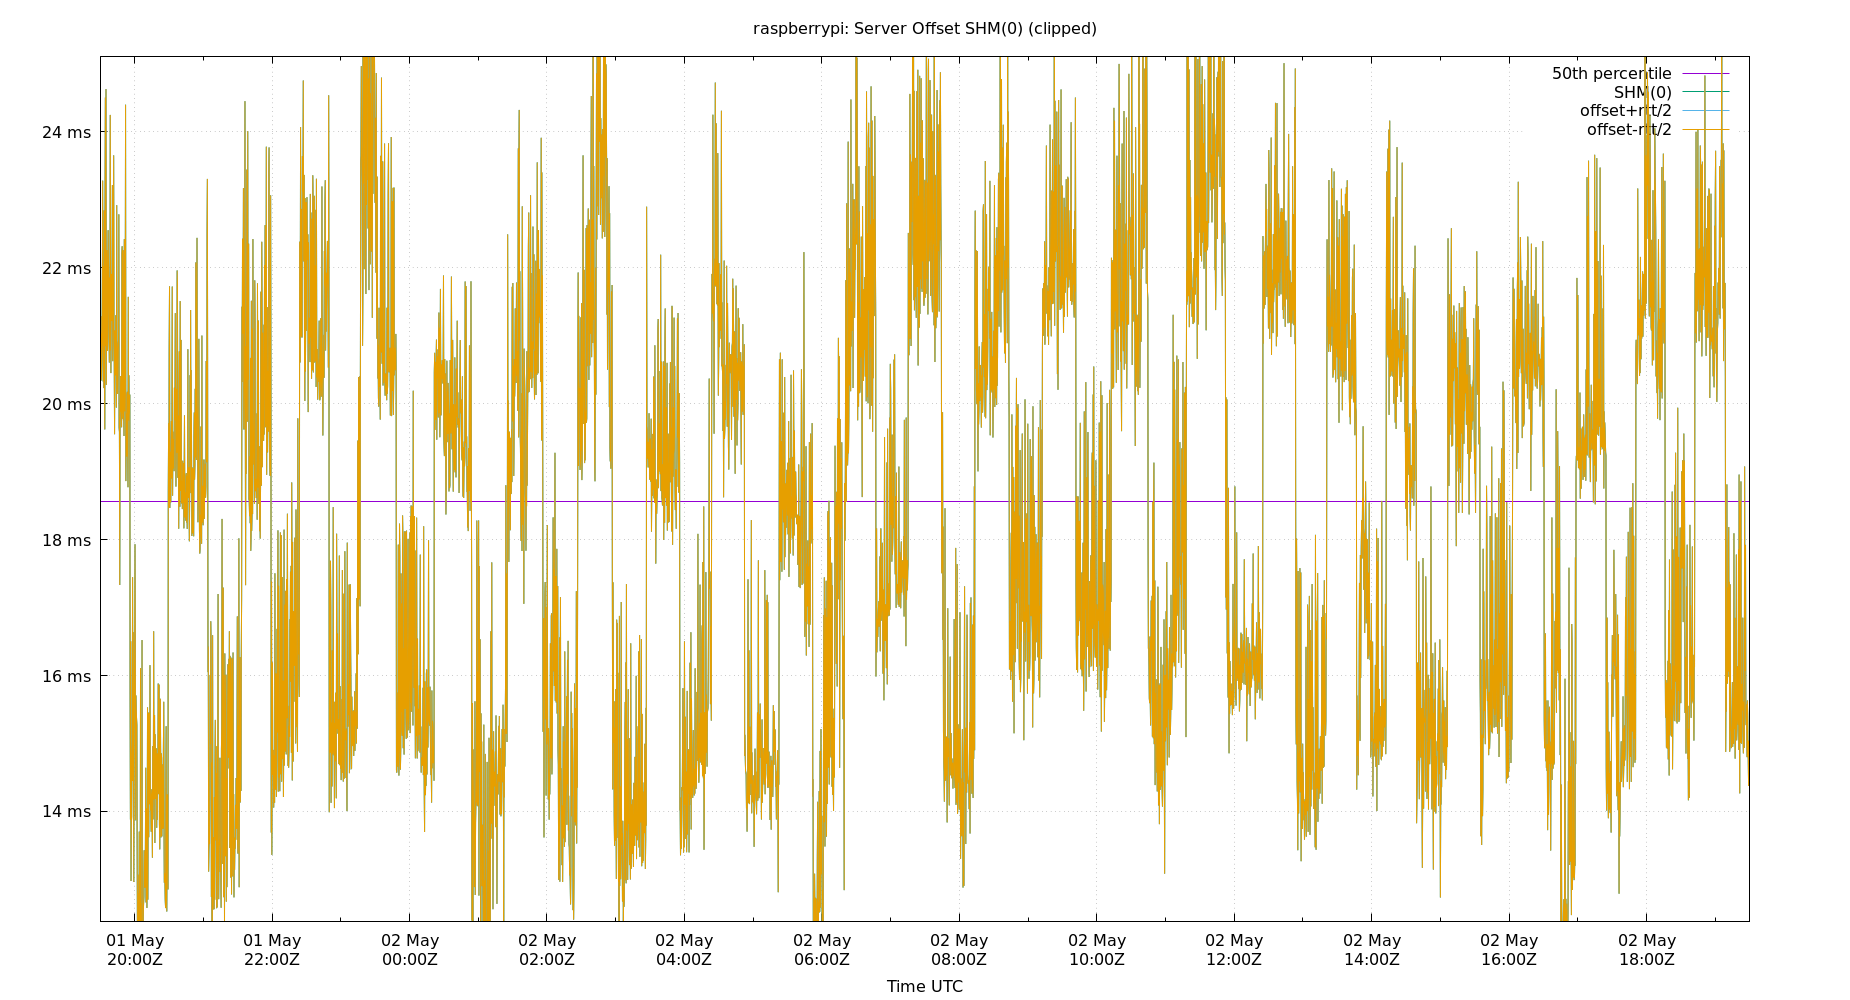 raspberrypi: Server Offset SHM(0) (clipped)
50th percentile
SHM(0)
offset+rtt/2
offset-rtt/2
24 ms
22 ms
20 ms
18 ms
16 ms
14 ms
01 May 01 May 02 May 02 May 02 May 02 May 02 May 02 May 02 May 02 May 02 May 02 May
20:00Z 22:00Z 00:00Z 02:00Z 04:00Z 06:00Z 08:00Z 10:00Z 12:00Z 14:00Z 16:00Z 18:00Z
Time UTC